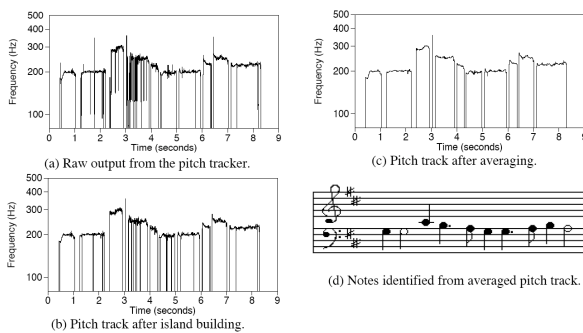 500
400
300
200
100
Frequency (Hz)
0 1 2 3 4 5 6 7 8 9
Time (seconds)
(a) Raw output from the pitch tracker.
500
400
300
200
100
Frequency (Hz)
0 1 2 3 4 5 6 7 8 9
Time (seconds)
(c) Pitch track after averaging.
500
400
300
200
100
Frequency (Hz)
0 1 2 3 4 5 6 7 8 9
Time (seconds)
(b) Pitch track after island building.
(d) Notes identified from averaged pitch track.